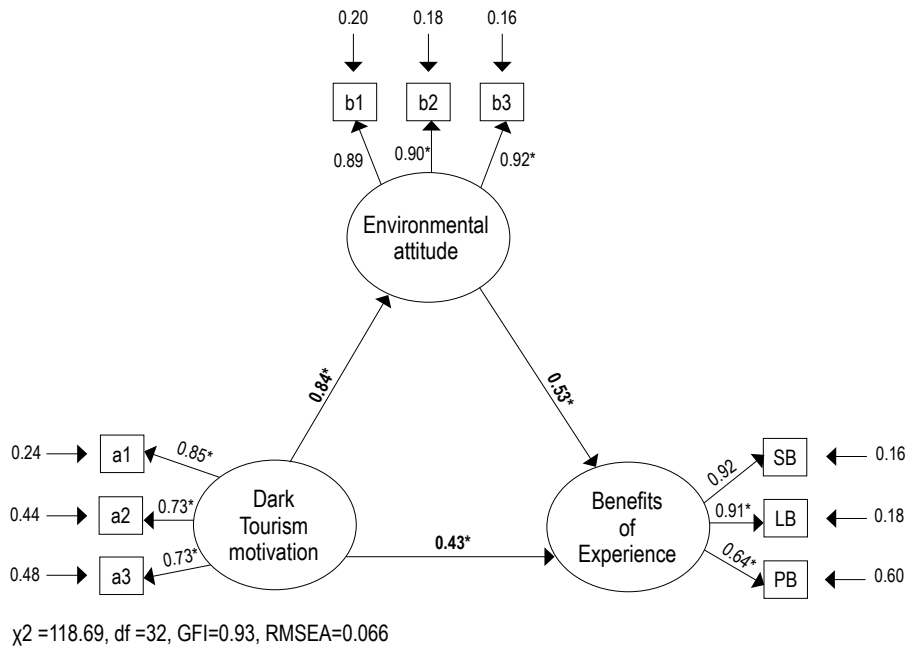 0.20 0.18 0.16
b1 b2 b3
0.89 0.90* 0.92*
Environmental
attitude
0.84* 0.53*
0.24 a1 0.85*
0.44 a2 0.73*
0.48 a3 0.73*
Dark
Tourism
motivation
0.43*
Benefits
of
Experience
0.92 SB 0.16
0.91* LB 0.18
0.64* PB 0.60
χ2 =118.69, df =32, GFI=0.93, RMSEA=0.066